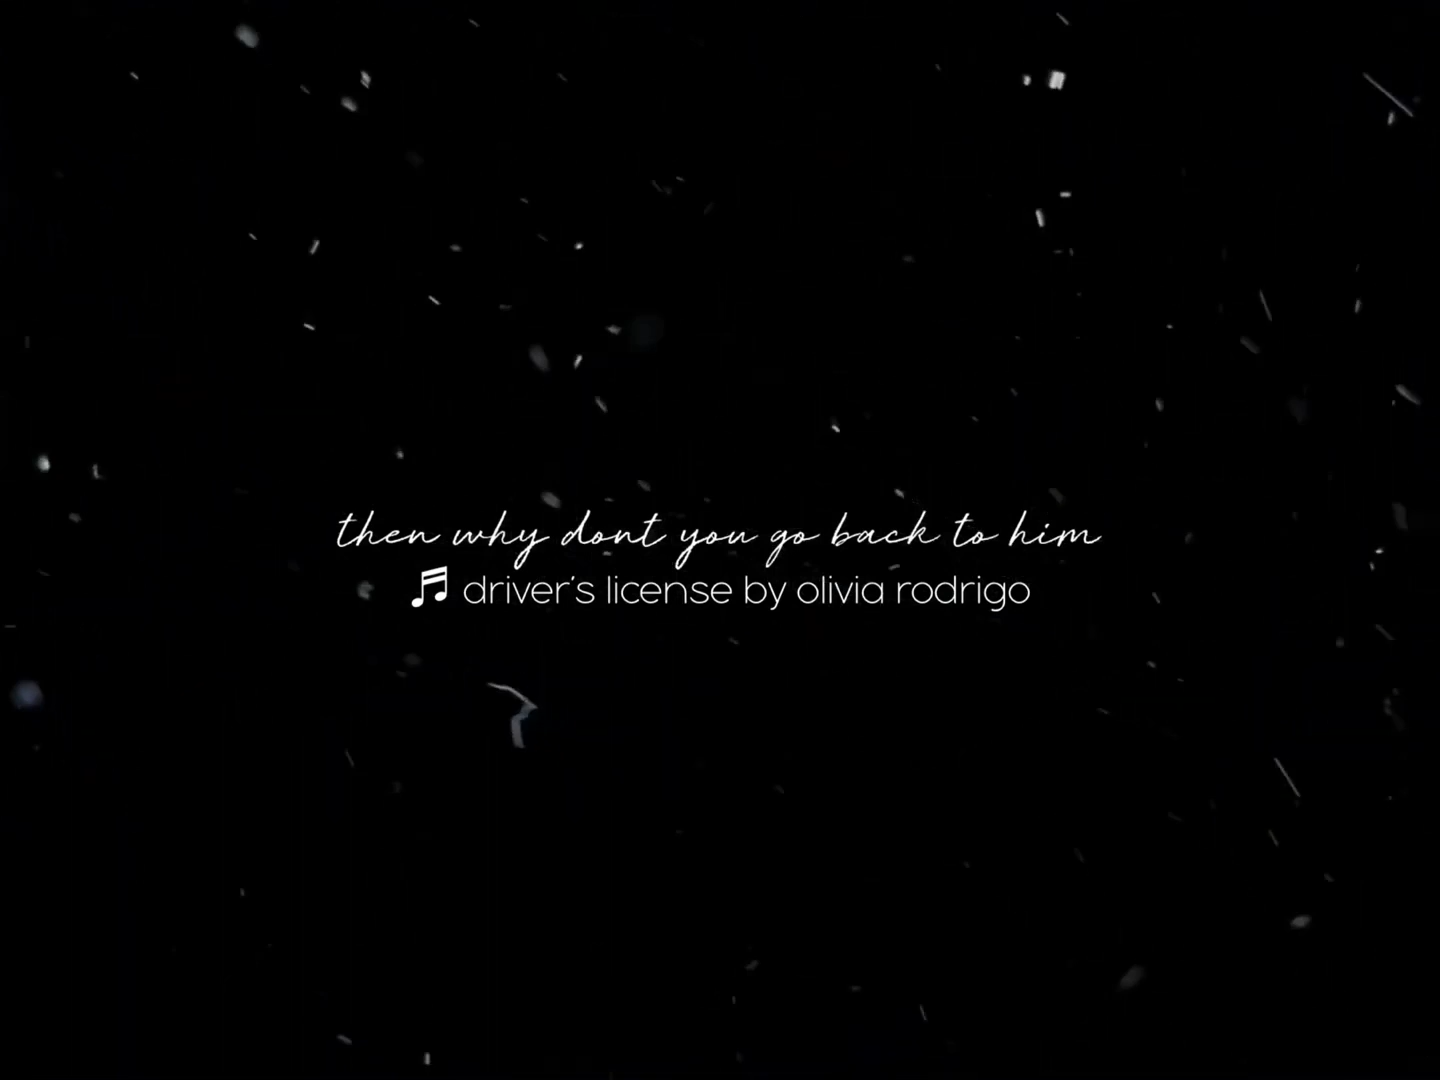 then why dont you go back to him
🎵 driver's license by olivia rodrigo